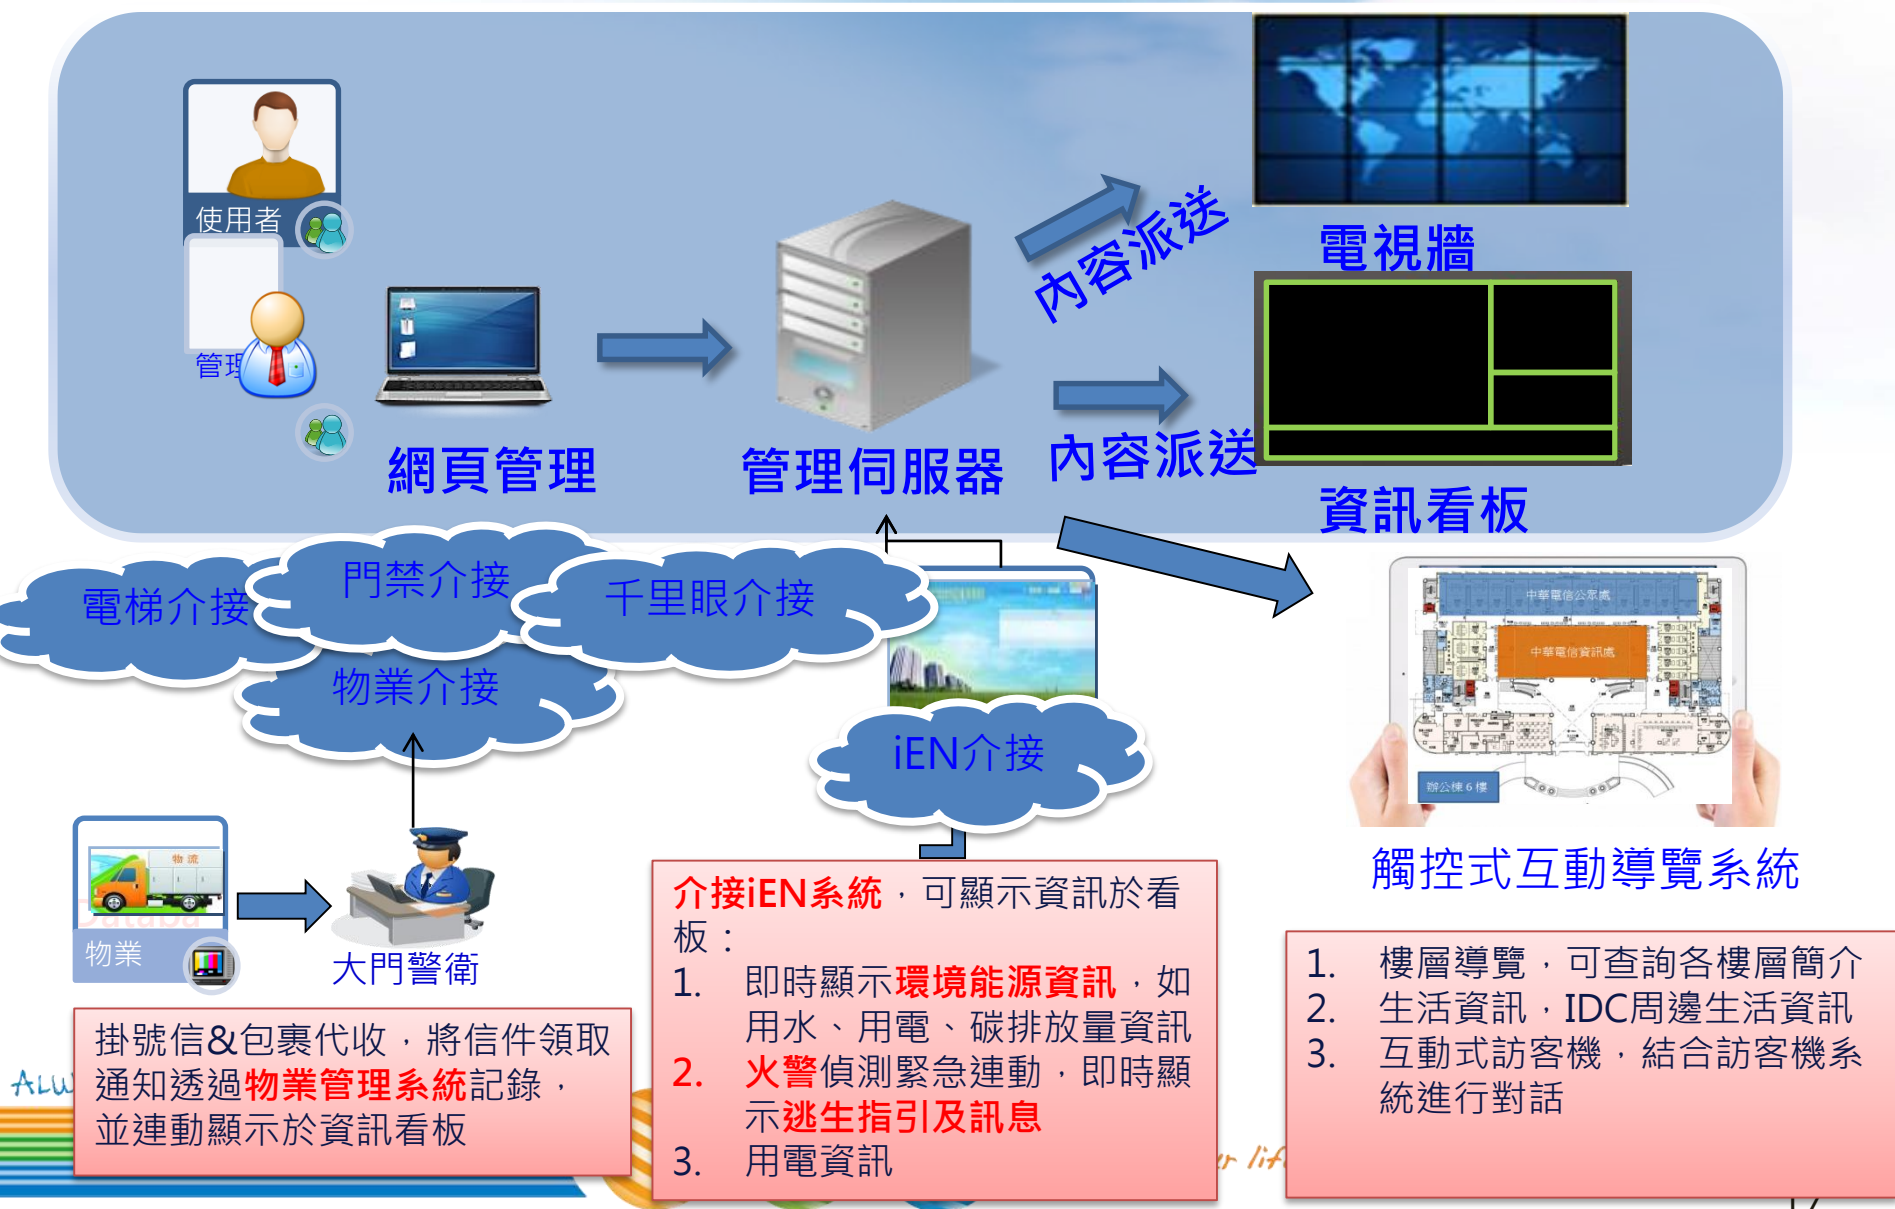 使用者
管理
網頁管理
管理伺服器
內容派送
內容派送
電視牆
資訊看板
電梯介接
門禁介接
千里眼介接
物業介接
iEN介接
中華電信公眾處
中華電信資訊處
辦公棟6樓
觸控式互動導覽系統
物流
物業
大門警衛
掛號信&包裹代收，將信件領取
通知透過物業管理系統記錄，
並連動顯示於資訊看板
介接iEN系統，可顯示資訊於看
板：
1. 即時顯示環境能源資訊，如
用水、用電、碳排放量資訊
2. 火警偵測緊急連動，即時顯
示逃生指引及訊息
3. 用電資訊
1. 樓層導覽，可查詢各樓層簡介
2. 生活資訊，IDC周邊生活資訊
3. 互動式訪客機，結合訪客機系
統進行對話